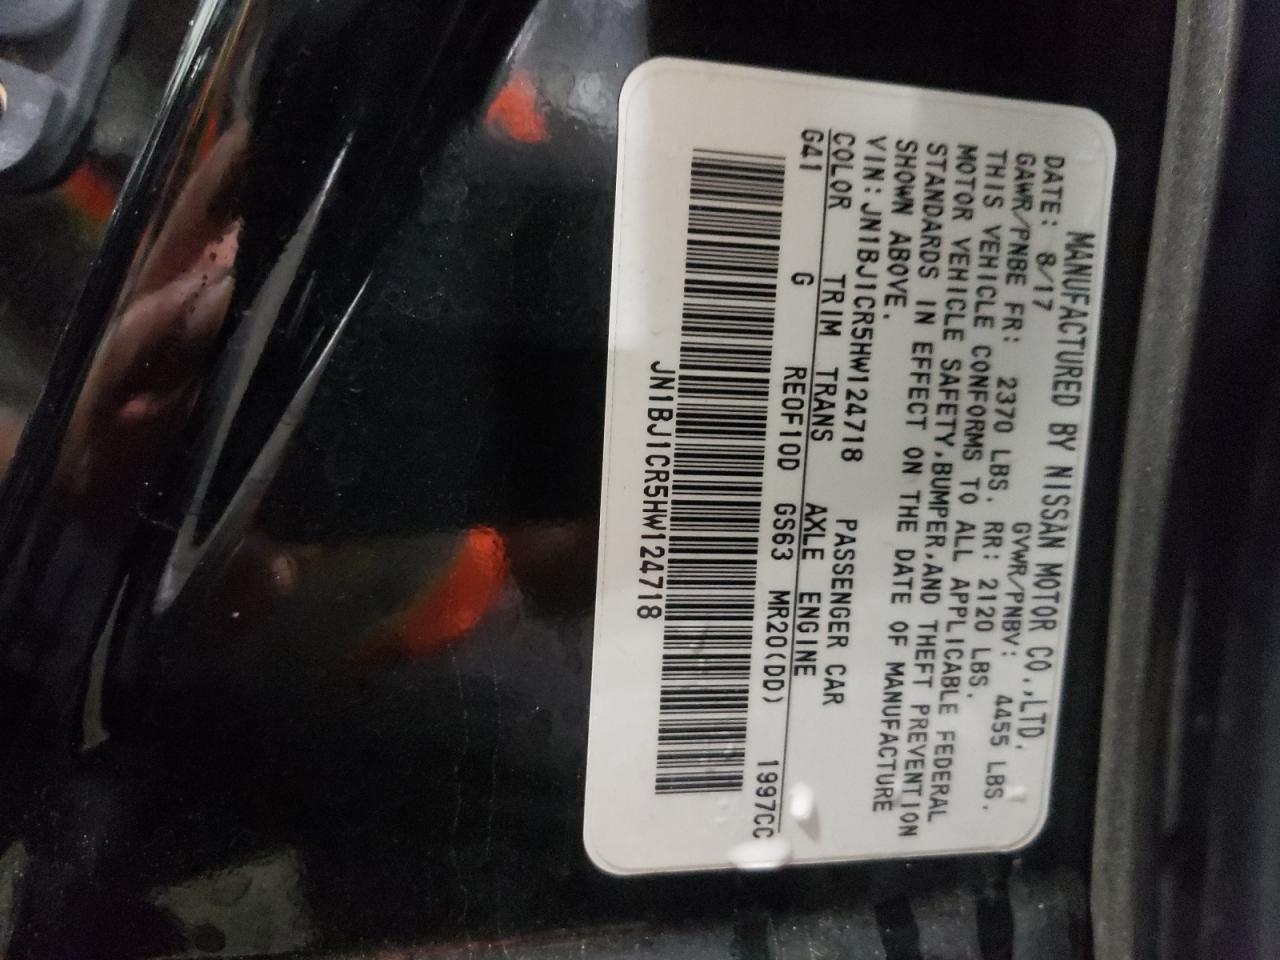 MANUFACTURED BY NISSAN MOTOR CO.,LTD.
DATE: 8/17 GVWR/PNBV: 4455 LBS.
GAWR/PNBE FR: 2370 LBS. RR: 2120 LBS.
THIS VEHICLE CONFORMS TO ALL APPLICABLE FEDERAL
MOTOR VEHICLE SAFETY,BUMPER,AND THEFT PREVENTION
STANDARDS IN EFFECT ON THE DATE OF MANUFACTURE
SHOWN ABOVE.
VIN:JN1BJ1CR5HW124718 PASSENGER CAR
COLOR TRIM TRANS AXLE ENGINE
G41 G RE0F10D GS63 MR20(DD) 1997CC
JN1BJ1CR5HW124718